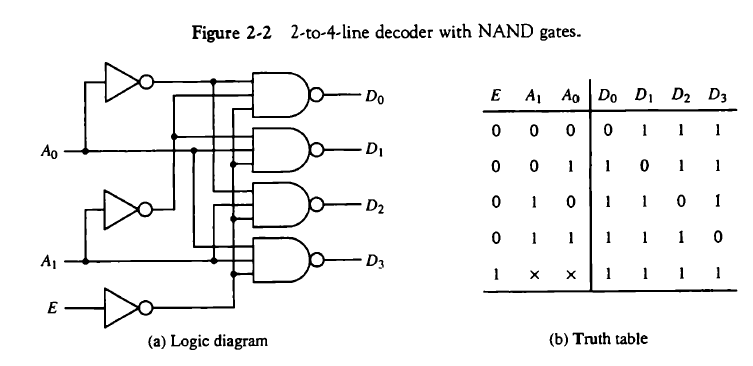 Figure 2-2 2-to-4-line decoder with NAND gates.
D0
A0
D1
D2
A1
D3
E
(a) Logic diagram
E A1 A0 D0 D1 D2 D3
0 0 0 0 1 1 1
0 0 1 1 0 1 1
0 1 0 1 1 0 1
0 1 1 1 1 1 0
1 × × 1 1 1 1
(b) Truth table